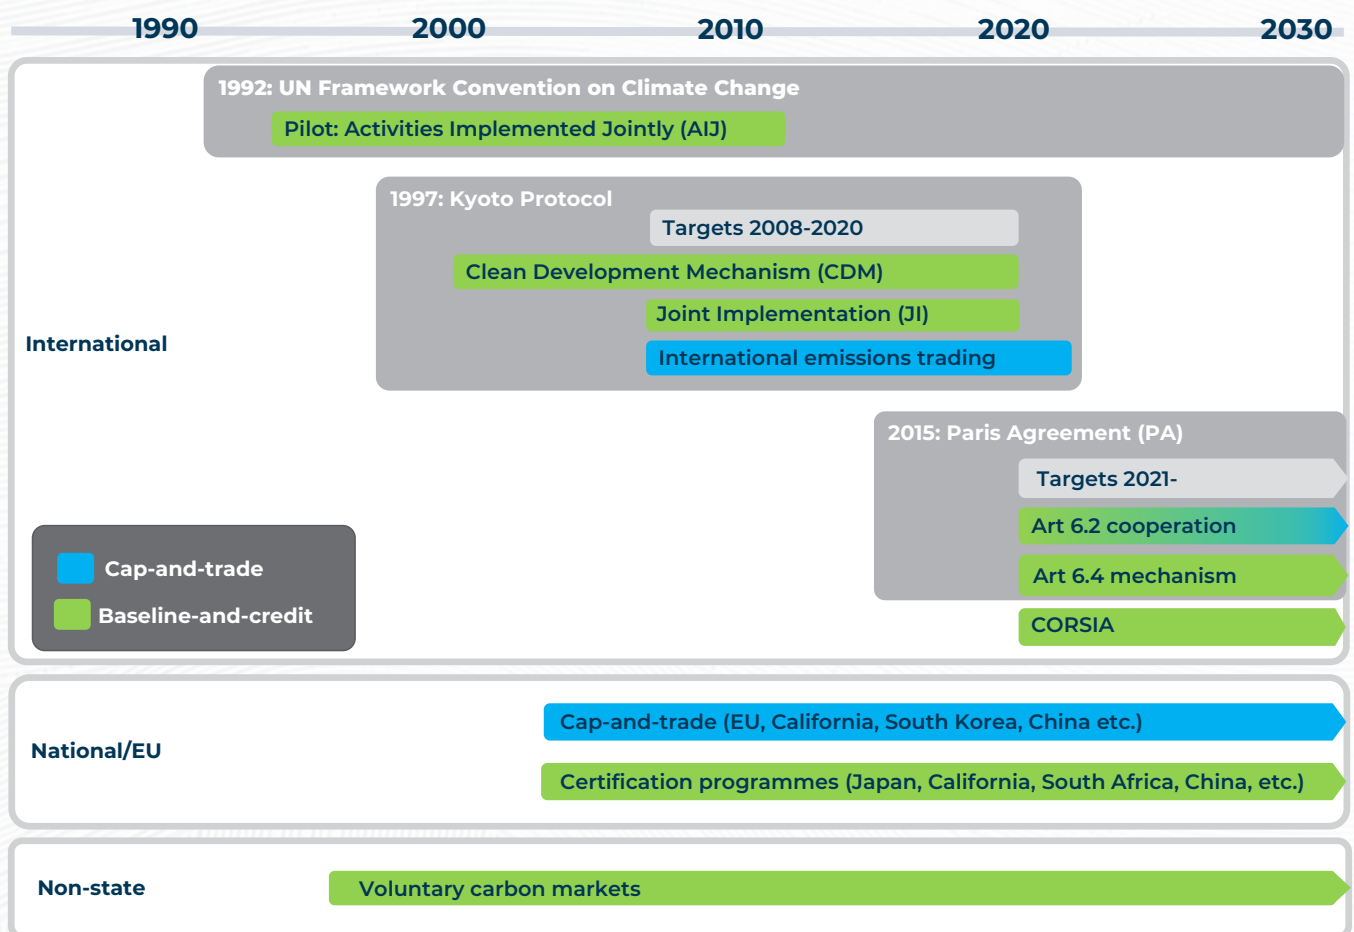 1990 2000 2010 2020 2030
1992: UN Framework Convention on Climate Change
Pilot: Activities Implemented Jointly (AIJ)
1997: Kyoto Protocol
Targets 2008-2020
Clean Development Mechanism (CDM)
Joint Implementation (JI)
International
International emissions trading
2015: Paris Agreement (PA)
Targets 2021-
Art 6.2 cooperation
Art 6.4 mechanism
CORSIA
Cap-and-trade
Baseline-and-credit
National/EU
Cap-and-trade (EU, California, South Korea, China etc.)
Certification programmes (Japan, California, South Africa, China, etc.)
Non-state
Voluntary carbon markets